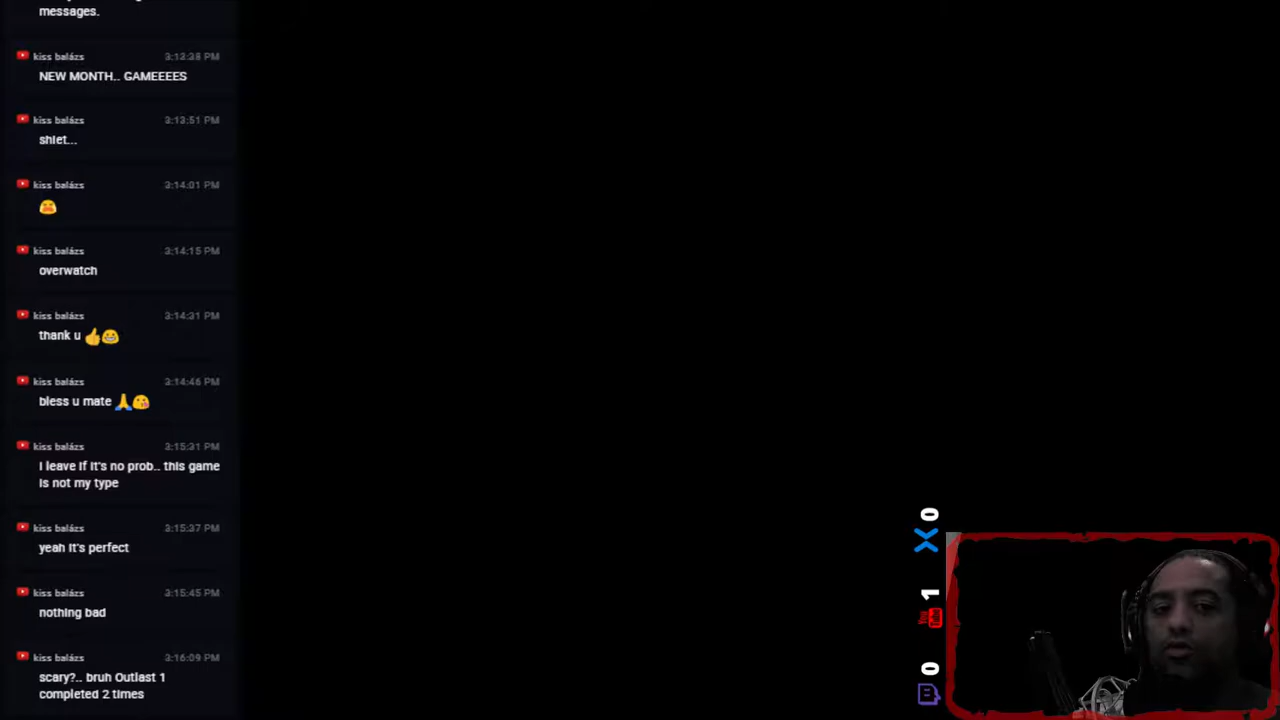 messages.
kiss balázs 3:13:38 PM
NEW MONTH.. GAMEEEES
kiss balázs 3:13:51 PM
shiet...
kiss balázs 3:14:01 PM
kiss balázs 3:14:15 PM
overwatch
kiss balázs 3:14:31 PM
thank u 👍😂
kiss balázs 3:14:46 PM
bless u mate 🙏😘
kiss balázs 3:15:31 PM
i leave if it's no prob.. this game
is not my type
kiss balázs 3:15:37 PM
yeah it's perfect
kiss balázs 3:15:45 PM
nothing bad
kiss balázs 3:16:09 PM
scary?.. bruh Outlast 1
completed 2 times
0
1
0